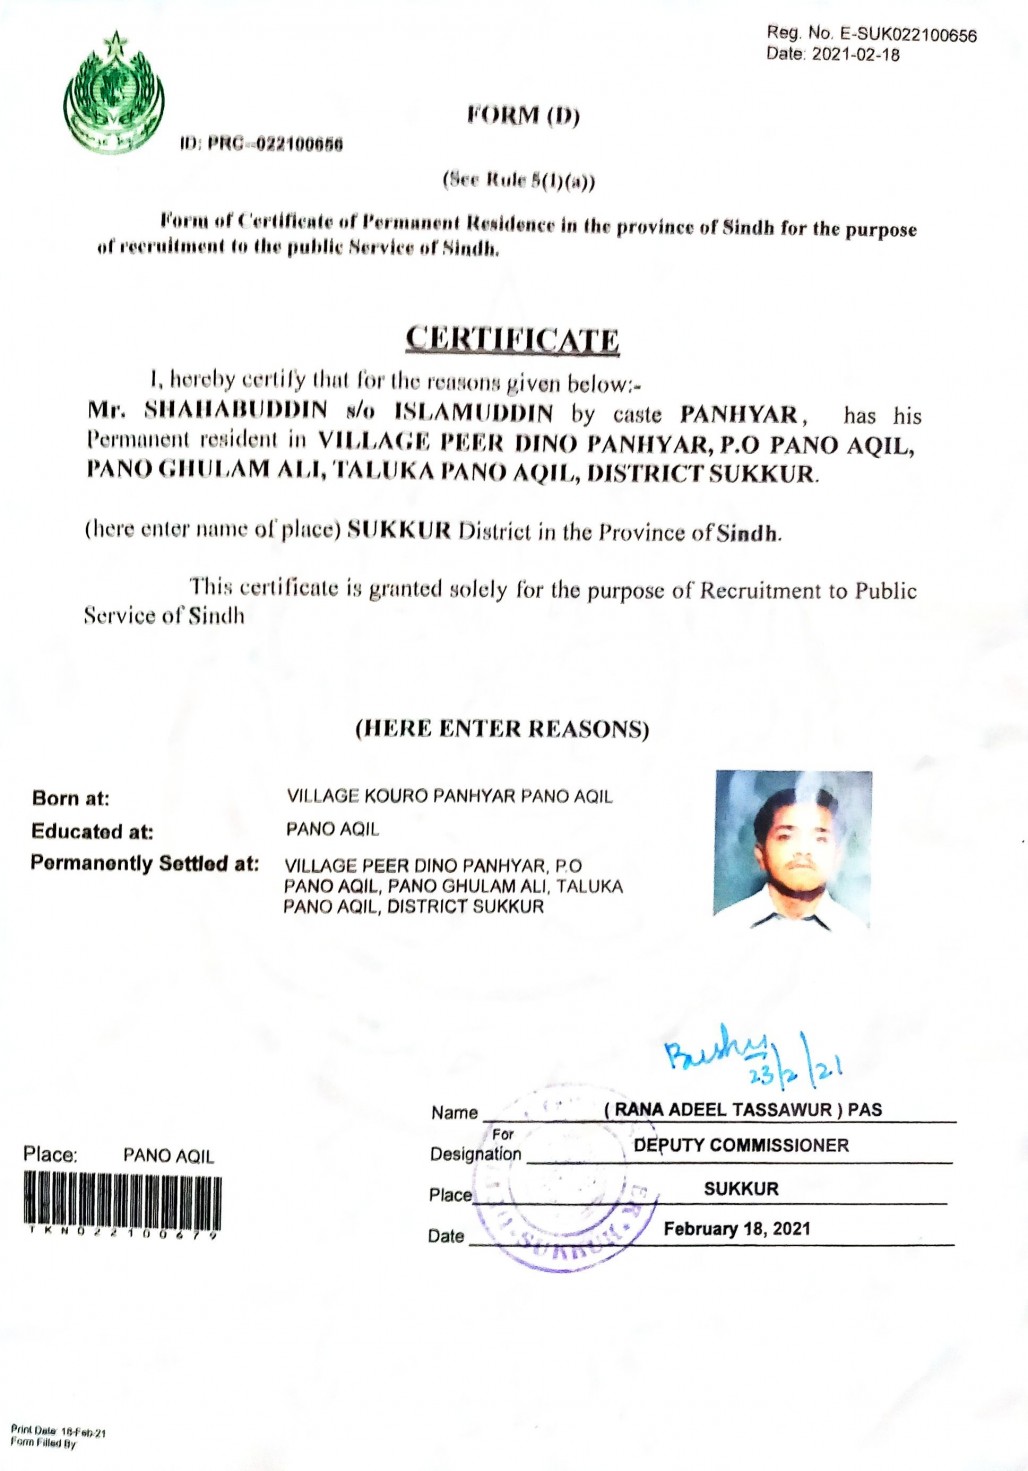 Reg. No. E-SUK022100656
Date: 2021-02-18
FORM (D)
ID: PRC-022100656
(See Rule 5(1)(a))
Form of Certificate of Permanent Residence in the province of Sindh for the purpose
of recruitment to the public Service of Sindh.
CERTIFICATE
I, hereby certify that for the reasons given below:-
Mr. SHAHABUDDIN s/o ISLAMUDDIN by caste PANHYAR, has his
Permanent resident in VILLAGE PEER DINO PANHYAR, P.O PANO AQIL,
PANO GHULAM ALI, TALUKA PANO AQIL, DISTRICT SUKKUR.
(here enter name of place) SUKKUR District in the Province of Sindh.
This certificate is granted solely for the purpose of Recruitment to Public
Service of Sindh
(HERE ENTER REASONS)
Born at: VILLAGE KOURO PANHYAR PANO AQIL
Educated at: PANO AQIL
Permanently Settled at: VILLAGE PEER DINO PANHYAR, P.O
PANO AQIL, PANO GHULAM ALI, TALUKA
PANO AQIL, DISTRICT SUKKUR
23/2/21
Name ( RANA ADEEL TASSAWUR ) PAS
For
Designation DEPUTY COMMISSIONER
Place SUKKUR
Date February 18, 2021
SUKKUR
Place: PANO AQIL
TKN022100679
Print Date: 18-Feb-21
Form Filled By